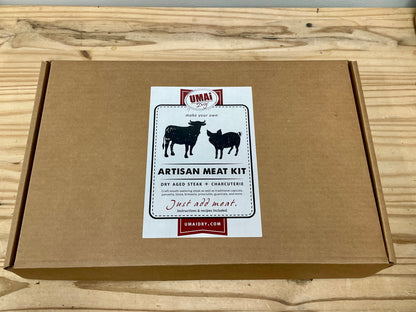 UMAi
Dry
make your own
ARTISAN MEAT KIT
DRY AGED STEAK + CHARCUTERIE
Just add meat.
Instructions & recipes included.
UMAIDRY.COM